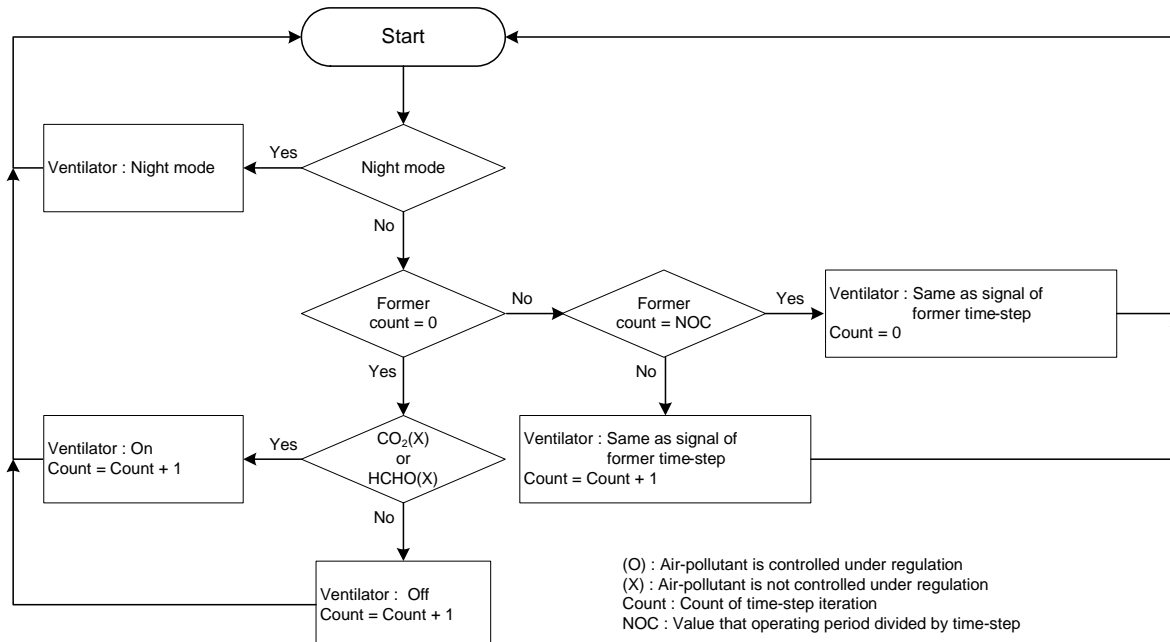 Start
Ventilator : Night mode
Yes
Night mode
No
Former
count = 0
No
Former
count = NOC
Yes
Ventilator : Same as signal of
former time-step
Count = 0
Yes
No
Ventilator : On
Count = Count + 1
Yes
CO₂(X)
or
HCHO(X)
Ventilator : Same as signal of
former time-step
Count = Count + 1
No
Ventilator : Off
Count = Count + 1
(O) : Air-pollutant is controlled under regulation
(X) : Air-pollutant is not controlled under regulation
Count : Count of time-step iteration
NOC : Value that operating period divided by time-step